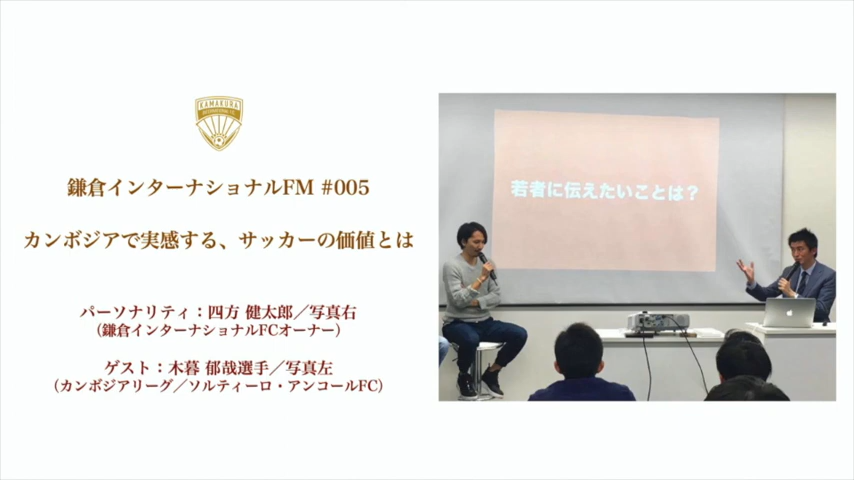 KAMAKURA
INTERNATIONAL F.C.
鎌倉インターナショナルFM #005
カンボジアで実感する、サッカーの価値とは
パーソナリティ：四方 健太郎／写真右
（鎌倉インターナショナルFCオーナー）
ゲスト：木暮 郁哉選手／写真左
（カンボジアリーグ／ソルティーロ・アンコールFC）
若者に伝えたいことは？